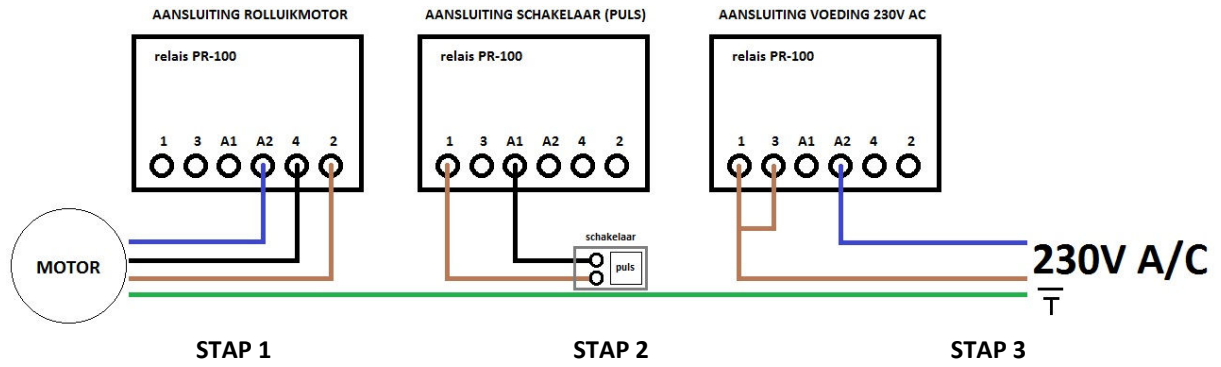 AANSLUITING ROLLUIKMOTOR
AANSLUITING SCHAKELAAR (PULS)
AANSLUITING VOEDING 230V AC
relais PR-100
1 3 A1 A2 4 2
relais PR-100
1 3 A1 A2 4 2
relais PR-100
1 3 A1 A2 4 2
MOTOR
schakelaar
puls
230V A/C
T
STAP 1
STAP 2
STAP 3